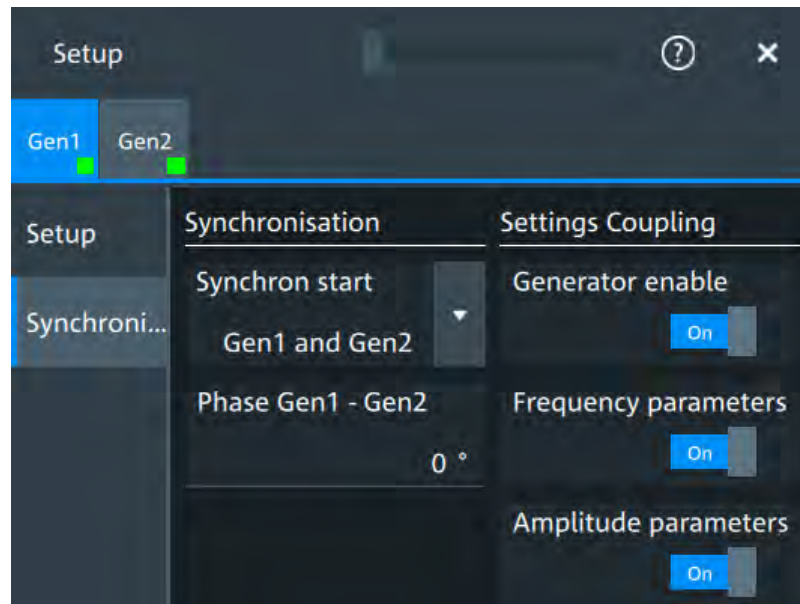 Setup
?
×
Gen1
Gen2
Setup
Synchroni...
Synchronisation
Synchron start
Gen1 and Gen2
Phase Gen1 - Gen2
0 °
Settings Coupling
Generator enable
On
Frequency parameters
On
Amplitude parameters
On